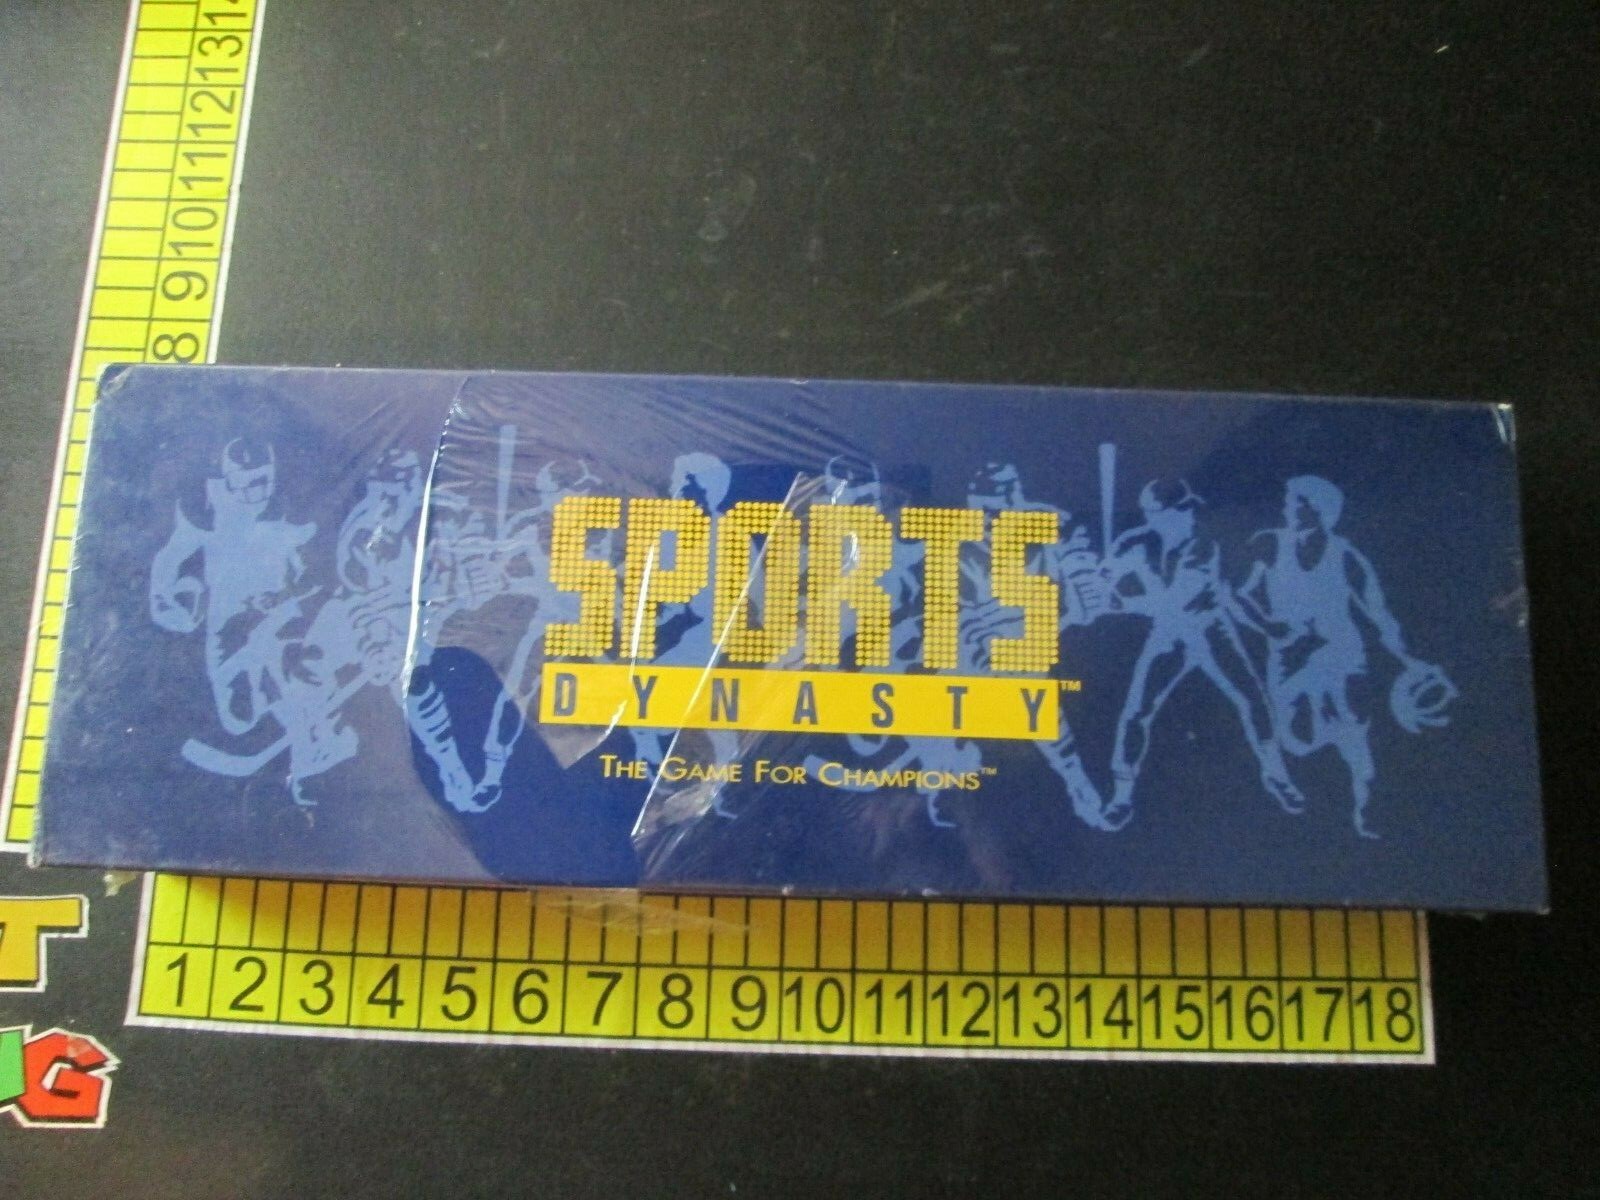 14
13
12
11
10
9
8
SPORTS
DYNASTY™
THE GAME FOR CHAMPIONS™
T
G
1 2 3 4 5 6 7 8 9 10 11 12 13 14 15 16 17 18